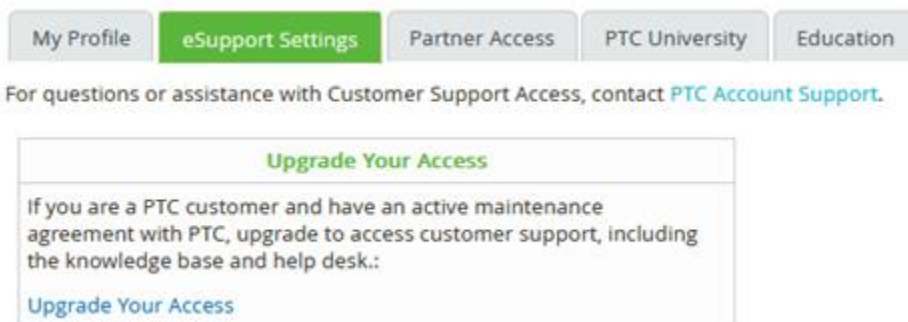 My Profile eSupport Settings Partner Access PTC University Education
For questions or assistance with Customer Support Access, contact PTC Account Support.
Upgrade Your Access
If you are a PTC customer and have an active maintenance
agreement with PTC, upgrade to access customer support, including
the knowledge base and help desk.:
Upgrade Your Access